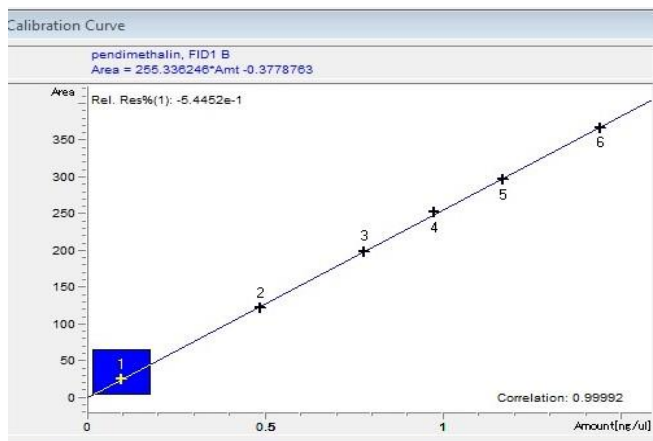 Calibration Curve
pendimethalin, FID1 B
Area = 255.336246*Amt -0.3778763
Area
Rel. Res%(1): -5.4452e-1
350
300
250
200
150
100
50
0
1
2
3
4
5
6
Correlation: 0.99992
0
0.5
1
Amount[ng/ul]